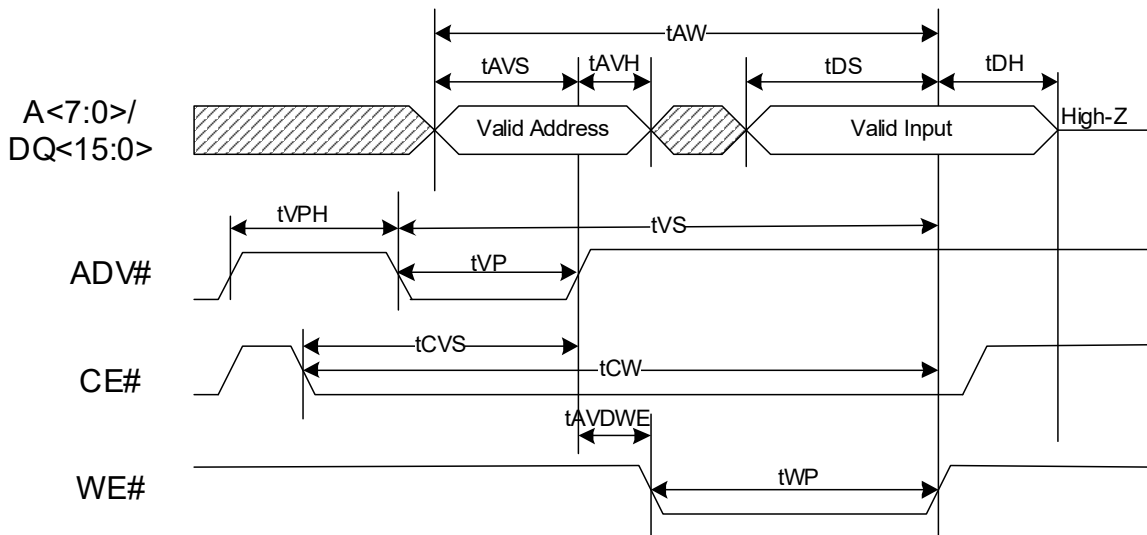 tAW
tAVS
tAVH
tDS
tDH
A<7:0>/
DQ<15:0>
Valid Address
Valid Input
High-Z
tVPH
tVS
ADV#
tVP
tCVS
CE#
tCW
tAVDWE
WE#
tWP